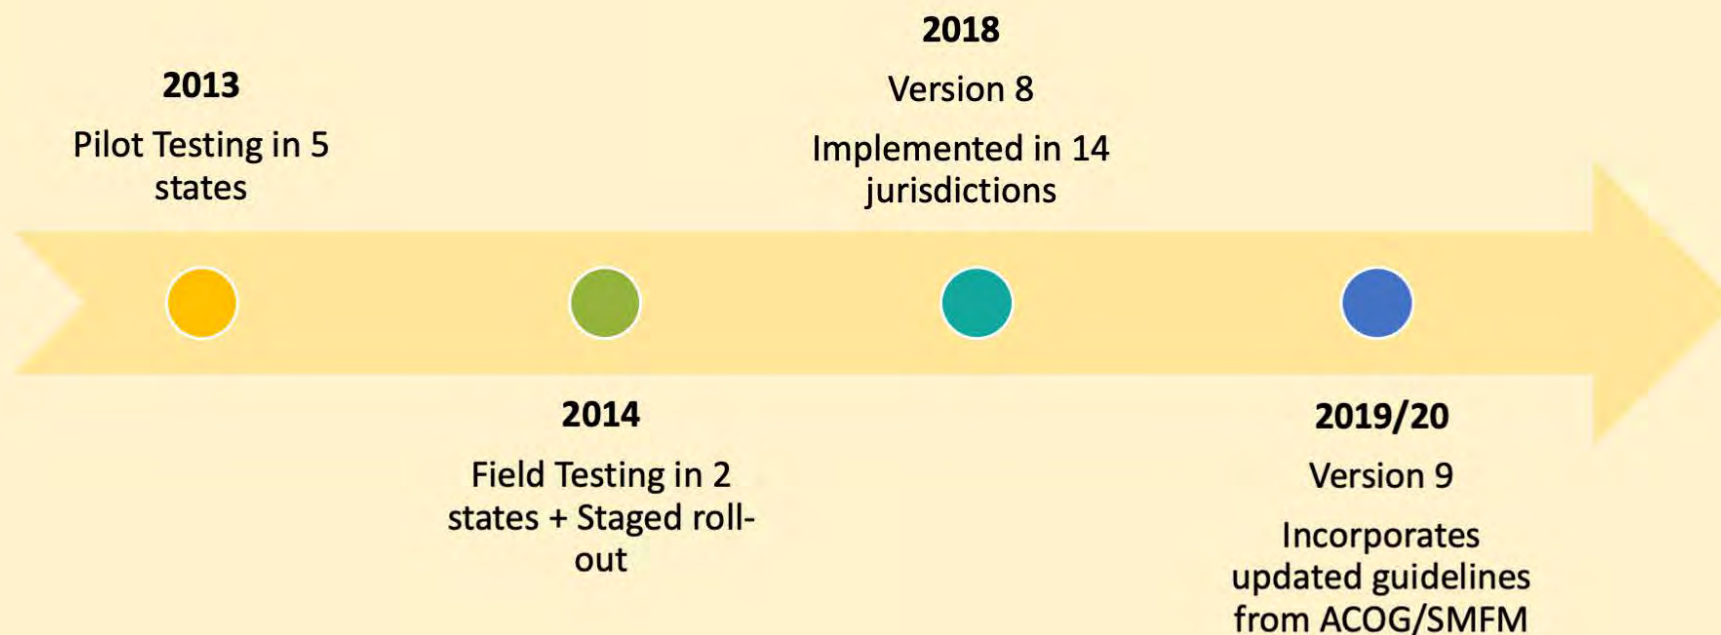 2013
Pilot Testing in 5
states
2014
Field Testing in 2
states + Staged roll-
out
2018
Version 8
Implemented in 14
jurisdictions
2019/20
Version 9
Incorporates
updated guidelines
from ACOG/SMFM